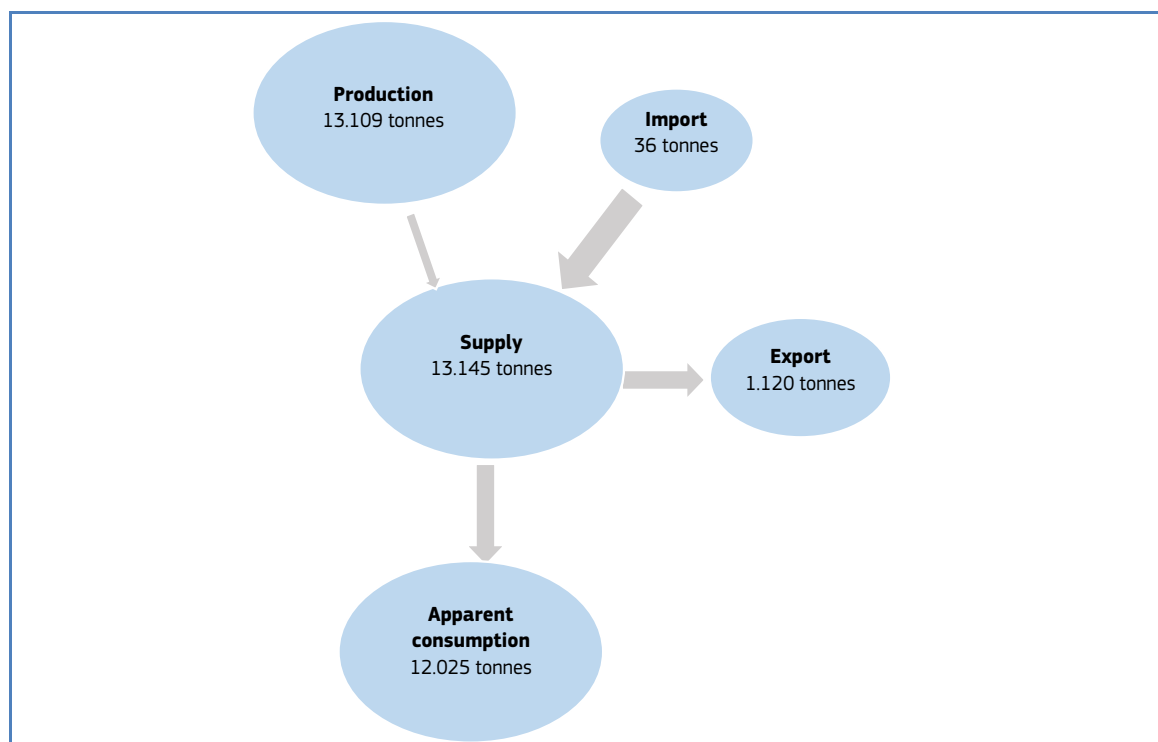 Production
13.109 tonnes
Import
36 tonnes
Supply
13.145 tonnes
Export
1.120 tonnes
Apparent
consumption
12.025 tonnes